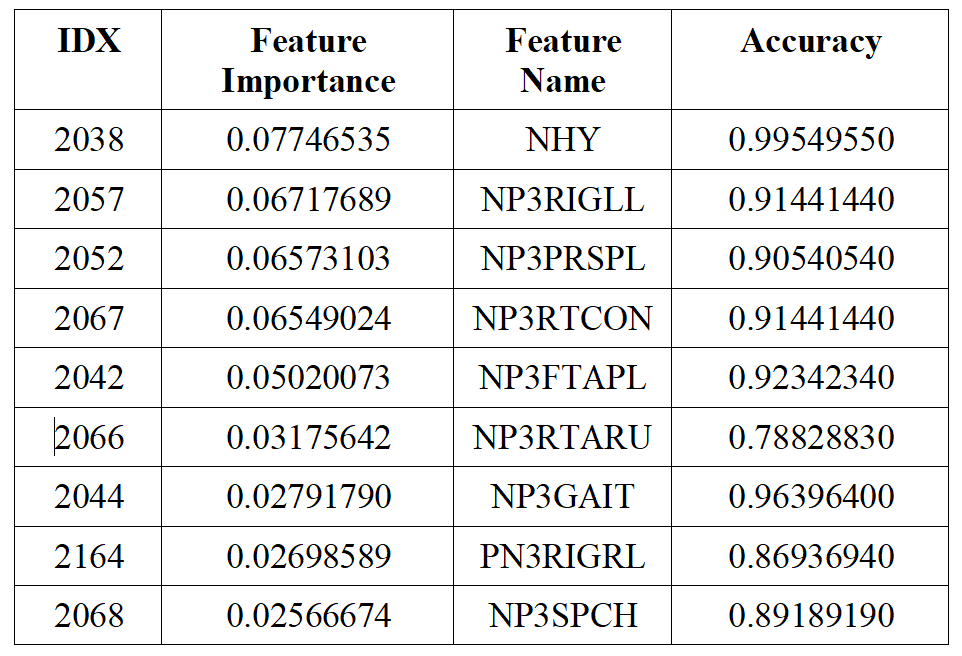 IDX Feature Importance Feature Name Accuracy
2038 0.07746535 NHY 0.99549550
2057 0.06717689 NP3RIGLL 0.91441440
2052 0.06573103 NP3PRSPL 0.90540540
2067 0.06549024 NP3RTCON 0.91441440
2042 0.05020073 NP3FTAPL 0.92342340
2066 0.03175642 NP3RTARU 0.78828830
2044 0.02791790 NP3GAIT 0.96396400
2164 0.02698589 PN3RIGRL 0.86936940
2068 0.02566674 NP3SPCH 0.89189190